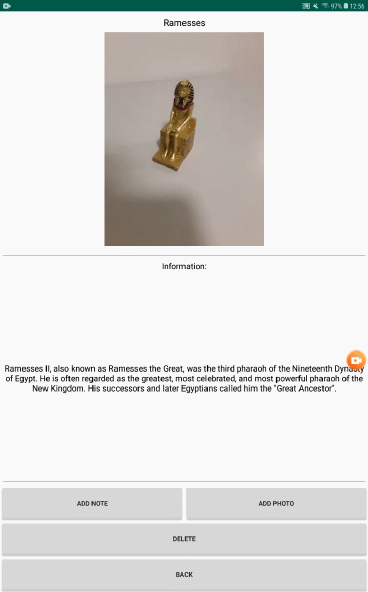 97% 12:56
Ramesses
Information:
Ramesses II, also known as Ramesses the Great, was the third pharaoh of the Nineteenth Dynasty
of Egypt. He is often regarded as the greatest, most celebrated, and most powerful pharaoh of the
New Kingdom. His successors and later Egyptians called him the "Great Ancestor".
ADD NOTE ADD PHOTO
DELETE
BACK